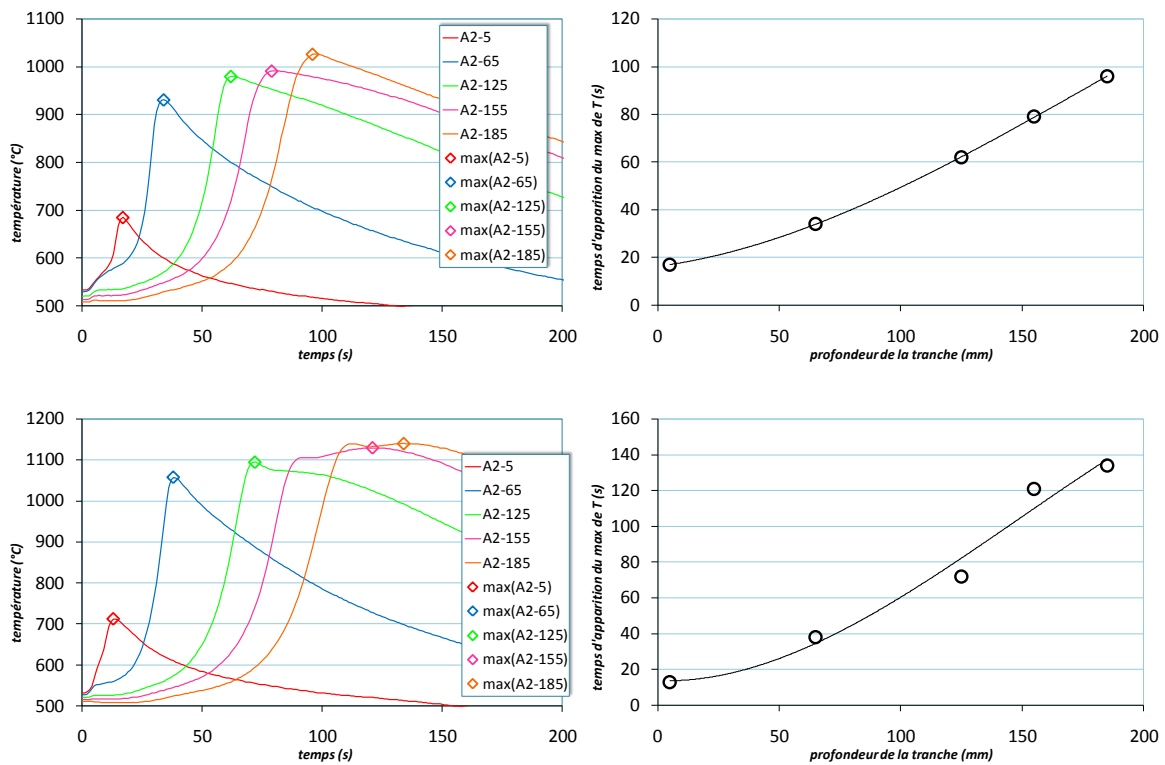 1100
1000
900
800
700
600
500
température (°C)
0
50
100
150
200
temps (s)
A2-5
A2-65
A2-125
A2-155
A2-185
max(A2-5)
max(A2-65)
max(A2-125)
max(A2-155)
max(A2-185)
120
100
80
60
40
20
0
temps d'apparition du max de T (s)
0
50
100
150
200
profondeur de la tranche (mm)
1200
1100
1000
900
800
700
600
500
température (°C)
0
50
100
150
200
temps (s)
A2-5
A2-65
A2-125
A2-155
A2-185
max(A2-5)
max(A2-65)
max(A2-125)
max(A2-155)
max(A2-185)
160
140
120
100
80
60
40
20
0
temps d'apparition du max de T (s)
0
50
100
150
200
profondeur de la tranche (mm)